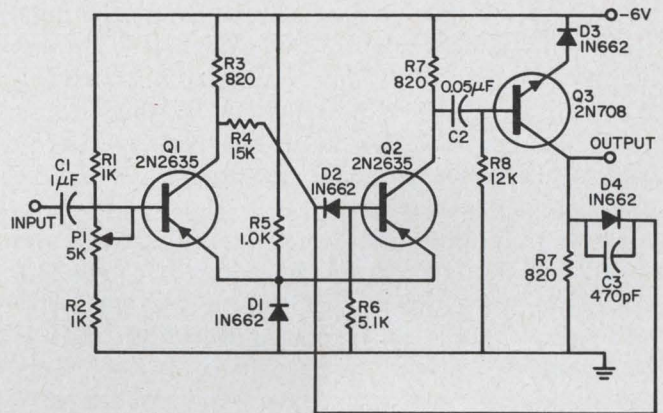 -6V
D3
IN662
R3
820
R7
820
0.05μF
C2
Q3
2N708
Q1
2N2635
R4
15K
Q2
2N2635
R1
1K
C1
1μF
INPUT
P1
5K
R2
1K
D2
IN662
R5
1.0K
D1
IN662
R6
5.1K
R8
12K
OUTPUT
D4
IN662
R7
820
C3
470pF